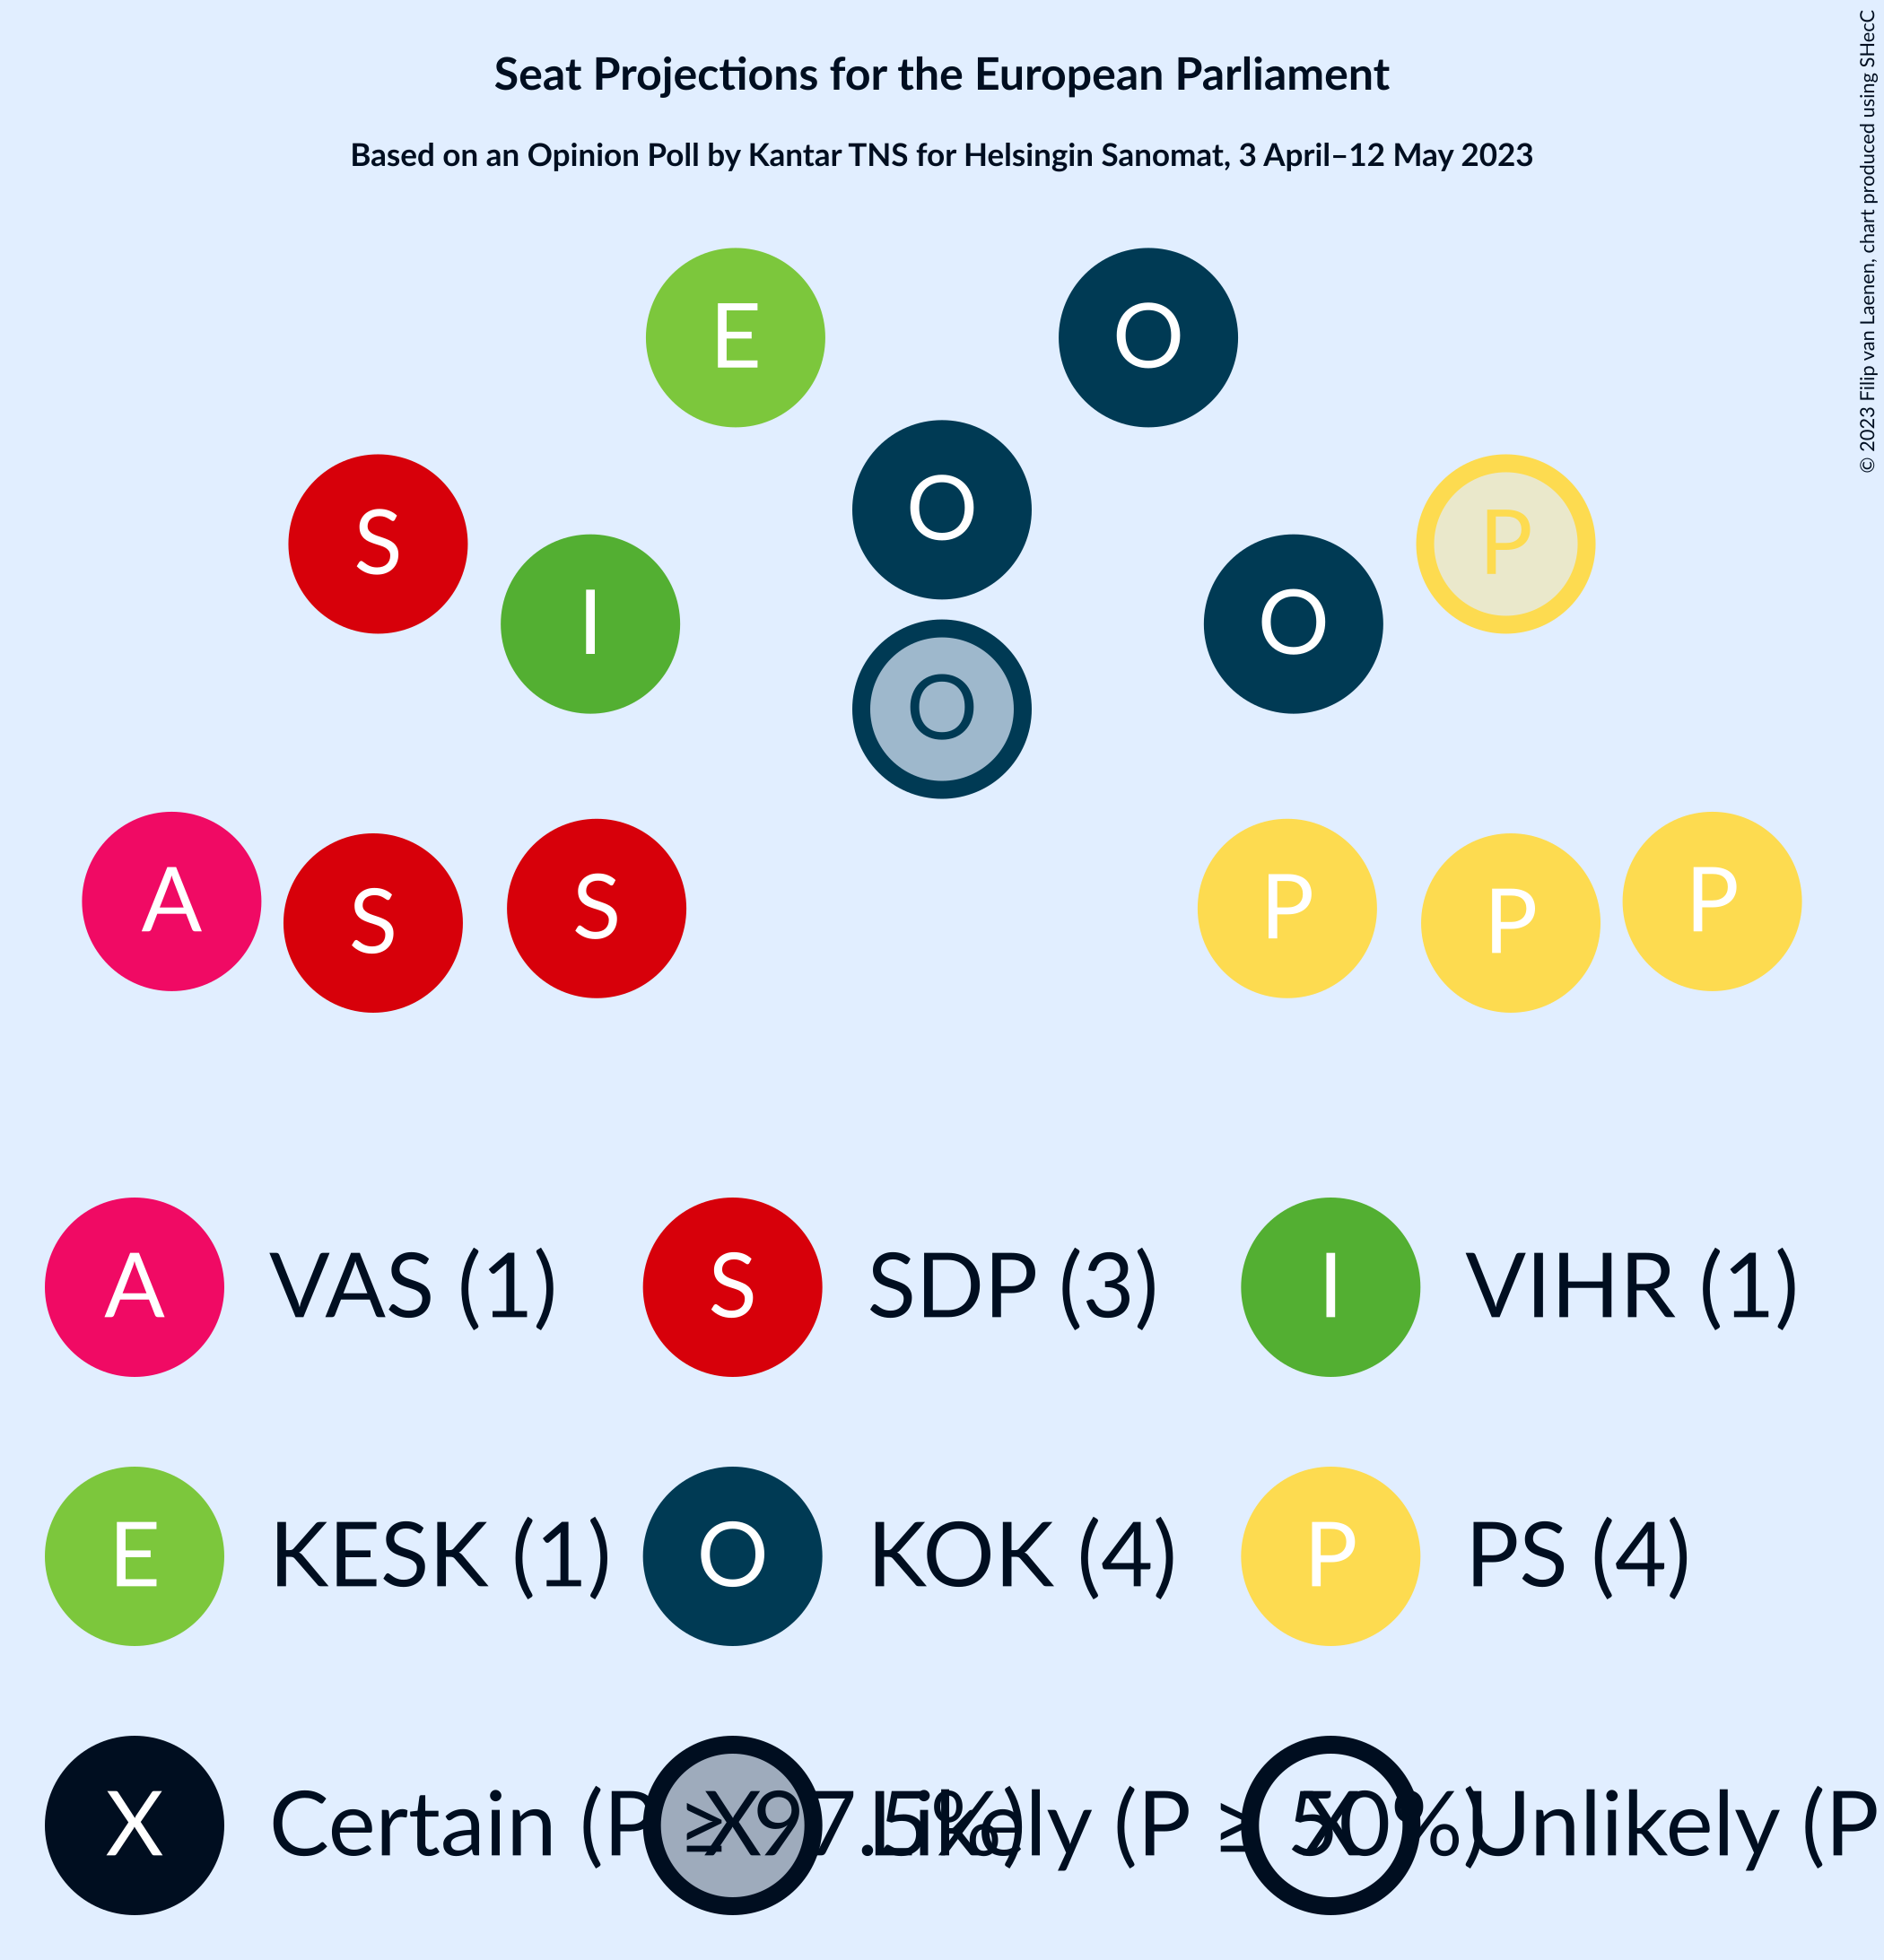 Seat Projections for the European Parliament
Based on an Opinion Poll by Kantar TNS for Helsingin Sanomat, 3 April–12 May 2023
© 2023 Filip van Laenen, chart produced using SHecC
E
O
O
S
P
I
O
O
A
S
S
P
P
P
A VAS (1)
S SDP (3)
I VIHR (1)
E KESK (1)
O KOK (4)
P PS (4)
X Certain (P ≥ 97.5%)
X Likely (P ≥ 50%)
X Unlikely (P